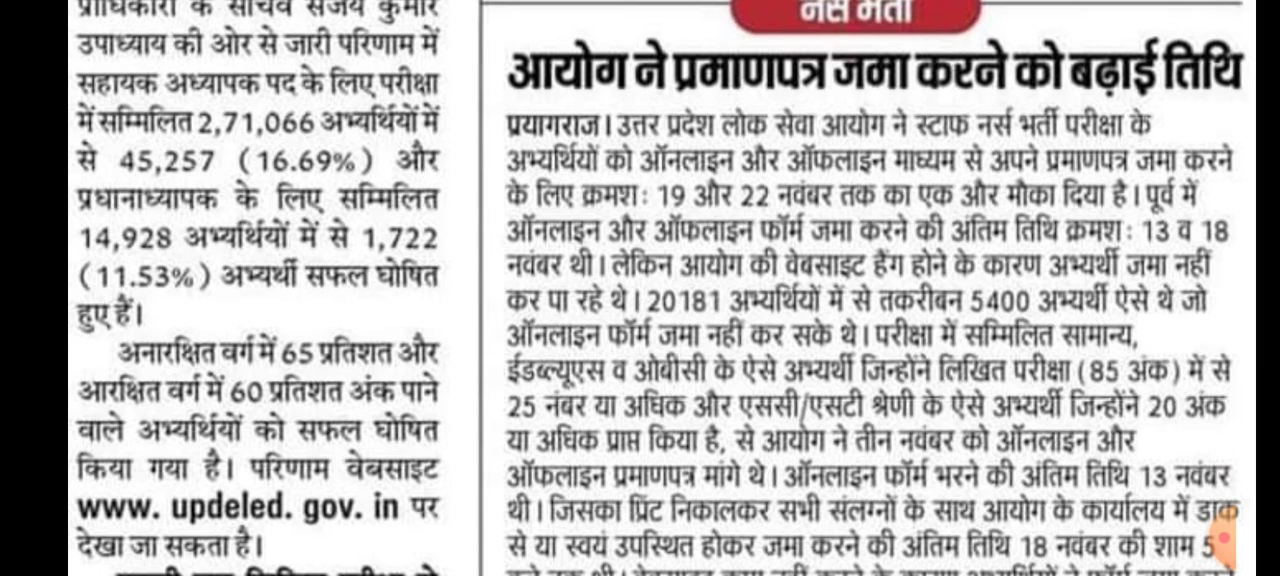 प्राधिकारी के सचिव संजय कुमार
उपाध्याय की ओर से जारी परिणाम में
सहायक अध्यापक पद के लिए परीक्षा
में सम्मिलित 2,71,066 अभ्यर्थियों में
से 45,257 (16.69%) और
प्रधानाध्यापक के लिए सम्मिलित
14,928 अभ्यर्थियों में से 1,722
(11.53%) अभ्यर्थी सफल घोषित
हुए हैं।
अनारक्षित वर्ग में 65 प्रतिशत और
आरक्षित वर्ग में 60 प्रतिशत अंक पाने
वाले अभ्यर्थियों को सफल घोषित
किया गया है। परिणाम वेबसाइट
www. updeled. gov. in पर
देखा जा सकता है।
नर्स भर्ती
आयोग ने प्रमाणपत्र जमा करने को बढ़ाई तिथि
प्रयागराज। उत्तर प्रदेश लोक सेवा आयोग ने स्टाफ नर्स भर्ती परीक्षा के
अभ्यर्थियों को ऑनलाइन और ऑफलाइन माध्यम से अपने प्रमाणपत्र जमा करने
के लिए क्रमशः 19 और 22 नवंबर तक का एक और मौका दिया है। पूर्व में
ऑनलाइन और ऑफलाइन फॉर्म जमा करने की अंतिम तिथि क्रमशः 13 व 18
नवंबर थी। लेकिन आयोग की वेबसाइट हैंग होने के कारण अभ्यर्थी जमा नहीं
कर पा रहे थे। 20181 अभ्यर्थियों में से तकरीबन 5400 अभ्यर्थी ऐसे थे जो
ऑनलाइन फॉर्म जमा नहीं कर सके थे। परीक्षा में सम्मिलित सामान्य,
ईडब्ल्यूएस व ओबीसी के ऐसे अभ्यर्थी जिन्होंने लिखित परीक्षा (85 अंक) में से
25 नंबर या अधिक और एससी/एसटी श्रेणी के ऐसे अभ्यर्थी जिन्होंने 20 अंक
या अधिक प्राप्त किया है, से आयोग ने तीन नवंबर को ऑनलाइन और
ऑफलाइन प्रमाणपत्र मांगे थे। ऑनलाइन फॉर्म भरने की अंतिम तिथि 13 नवंबर
थी। जिसका प्रिंट निकालकर सभी संलग्नों के साथ आयोग के कार्यालय में डाक
से या स्वयं उपस्थित होकर जमा करने की अंतिम तिथि 18 नवंबर की शाम 5